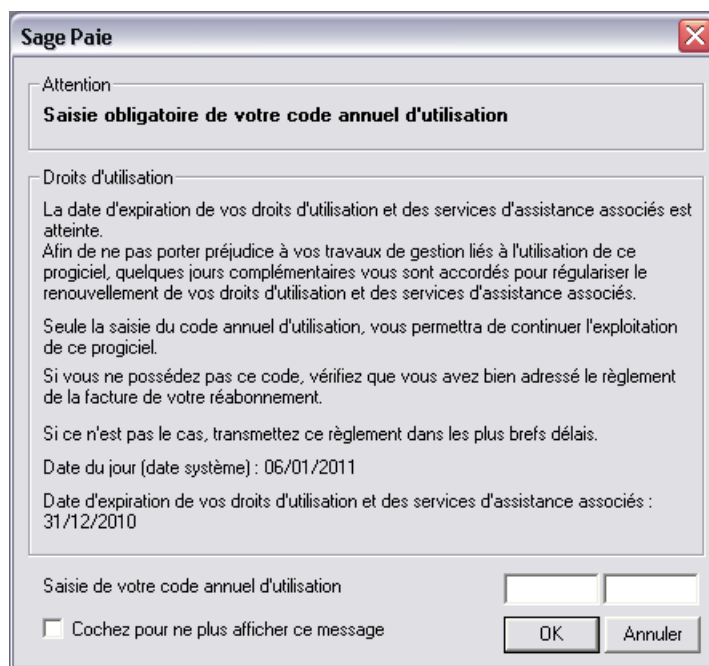 Sage Paie
Attention
Saisie obligatoire de votre code annuel d'utilisation
Droits d'utilisation
La date d'expiration de vos droits d'utilisation et des services d'assistance associés est
atteinte.
Afin de ne pas porter préjudice à vos travaux de gestion liés à l'utilisation de ce
progiciel, quelques jours complémentaires vous sont accordés pour régulariser le
renouvellement de vos droits d'utilisation et des services d'assistance associés.
Seule la saisie du code annuel d'utilisation, vous permettra de continuer l'exploitation
de ce progiciel.
Si vous ne possédez pas ce code, vérifiez que vous avez bien adressé le règlement
de la facture de votre réabonnement.
Si ce n'est pas le cas, transmettez ce règlement dans les plus brefs délais.
Date du jour (date système) : 06/01/2011
Date d'expiration de vos droits d'utilisation et des services d'assistance associés :
31/12/2010
Saisie de votre code annuel d'utilisation
Cochez pour ne plus afficher ce message
OK
Annuler